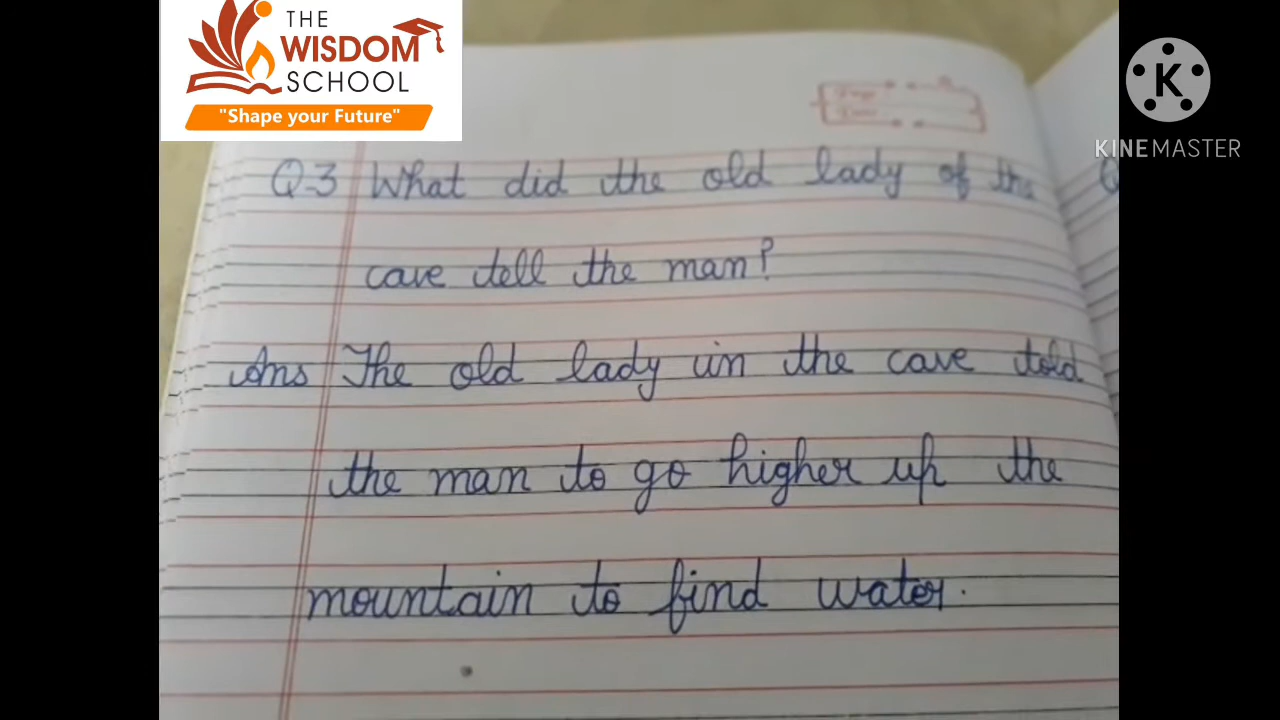 THE
WISDOM
SCHOOL
"Shape your Future"
KINEMASTER
Q.3 What did the old lady of the
cave tell the man?
Ans The old lady in the cave told
the man to go higher up the
mountain to find water.